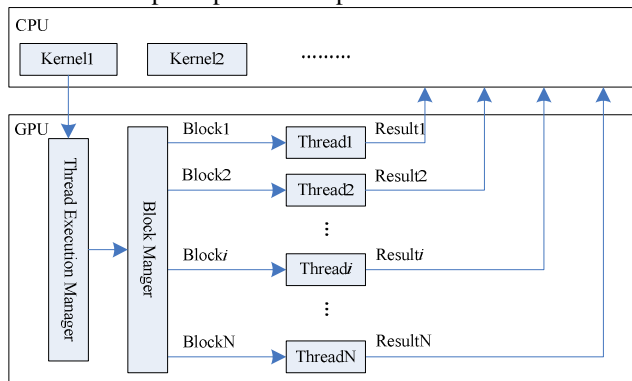 CPU
Kernel1
Kernel2
.........
GPU
Thread Execution Manager
Block Manger
Block1
Thread1
Result1
Block2
Thread2
Result2
...
Blocki
Threadi
Resulti
...
BlockN
ThreadN
ResultN